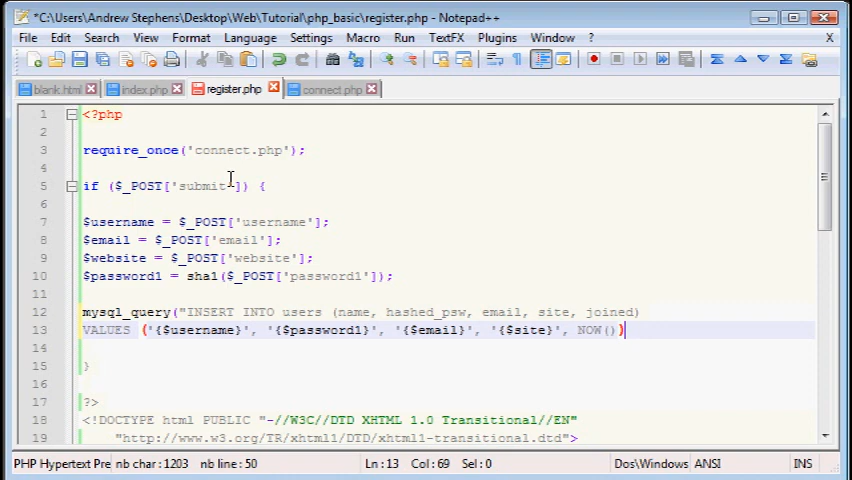 *C:\Users\Andrew Stephens\Desktop\Web\Tutorial\php_basic\register.php - Notepad++
File Edit Search View Format Language Settings Macro Run TextFX Plugins Window ? X
blank.html index.php register.php connect.php
1 <?php
2
3 require_once('connect.php');
4
5 if ($_POST['submit']) {
6
7 $username = $_POST['username'];
8 $email = $_POST['email'];
9 $website = $_POST['website'];
10 $password1 = sha1($_POST['password1']);
11
12 mysql_query("INSERT INTO users (name, hashed_psw, email, site, joined)
13 VALUES ('{$username}', '{$password1}', '{$email}', '{$site}', NOW())
14
15 }
16
17 ?>
18 <!DOCTYPE html PUBLIC "-//W3C//DTD XHTML 1.0 Transitional//EN"
19 "http://www.w3.org/TR/xhtml1/DTD/xhtml1-transitional.dtd">
PHP Hypertext Pre nb char : 1203 nb line : 50 Ln : 13 Col : 69 Sel : 0 Dos\Windows ANSI INS